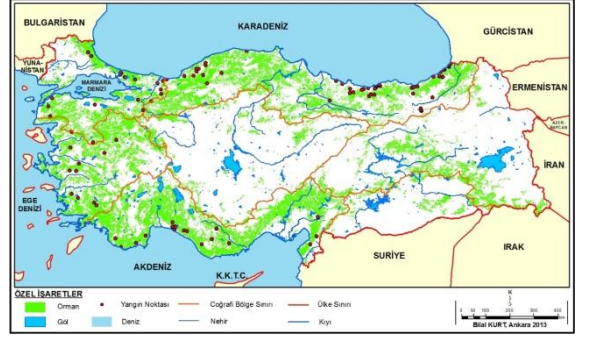 BULGARİSTAN
KARADENİZ
GÜRCİSTAN
YUNA-
NİSTAN
MARMARA
DENİZİ
ERMENİSTAN
AZER-
BAYCAN
İRAN
EGE
DENİZİ
AKDENİZ
K.K.T.C.
SURİYE
IRAK
ÖZEL İŞARETLER
Orman
Yangın Noktası
Coğrafi Bölge Sınırı
Ülke Sınırı
Göl
Deniz
Nehir
Kıyı
K
Bilal KURT, Ankara 2013